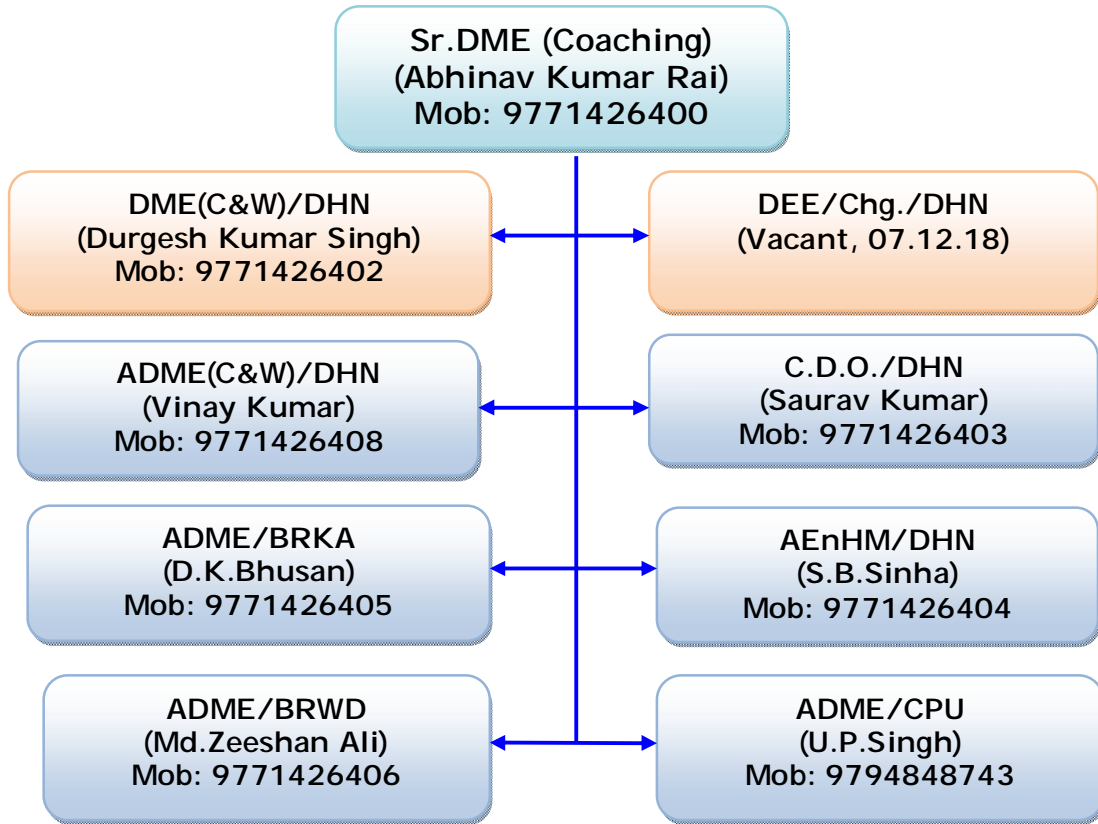 Sr.DME (Coaching)
(Abhinav Kumar Rai)
Mob: 9771426400
DME(C&W)/DHN
(Durgesh Kumar Singh)
Mob: 9771426402
DEE/Chg./DHN
(Vacant, 07.12.18)
ADME(C&W)/DHN
(Vinay Kumar)
Mob: 9771426408
C.D.O./DHN
(Saurav Kumar)
Mob: 9771426403
ADME/BRKA
(D.K.Bhusan)
Mob: 9771426405
AEnHM/DHN
(S.B.Sinha)
Mob: 9771426404
ADME/BRWD
(Md.Zeeshan Ali)
Mob: 9771426406
ADME/CPU
(U.P.Singh)
Mob: 9794848743